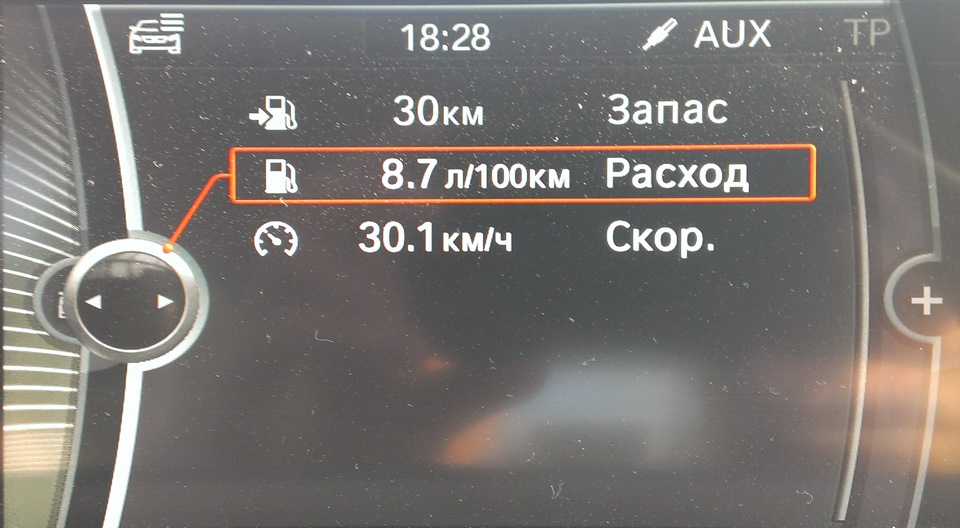 18:28 AUX TP
30км Запас
8.7 л/100км Расход
30.1 км/ч Скор.